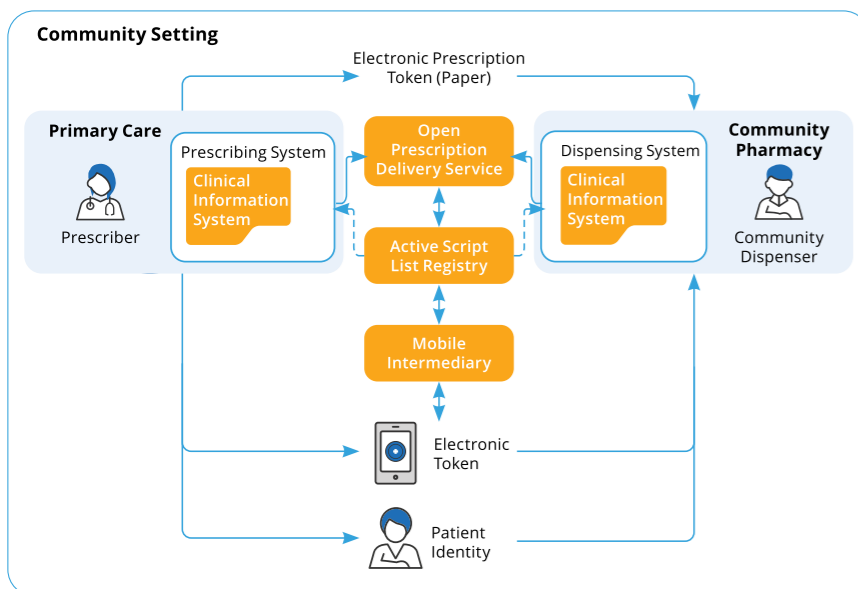 Community Setting
Electronic Prescription
Token (Paper)
Primary Care
Prescriber
Prescribing System
Clinical
Information
System
Open
Prescription
Delivery Service
Active Script
List Registry
Mobile
Intermediary
Dispensing System
Clinical
Information
System
Community
Pharmacy
Community
Dispenser
Electronic
Token
Patient
Identity